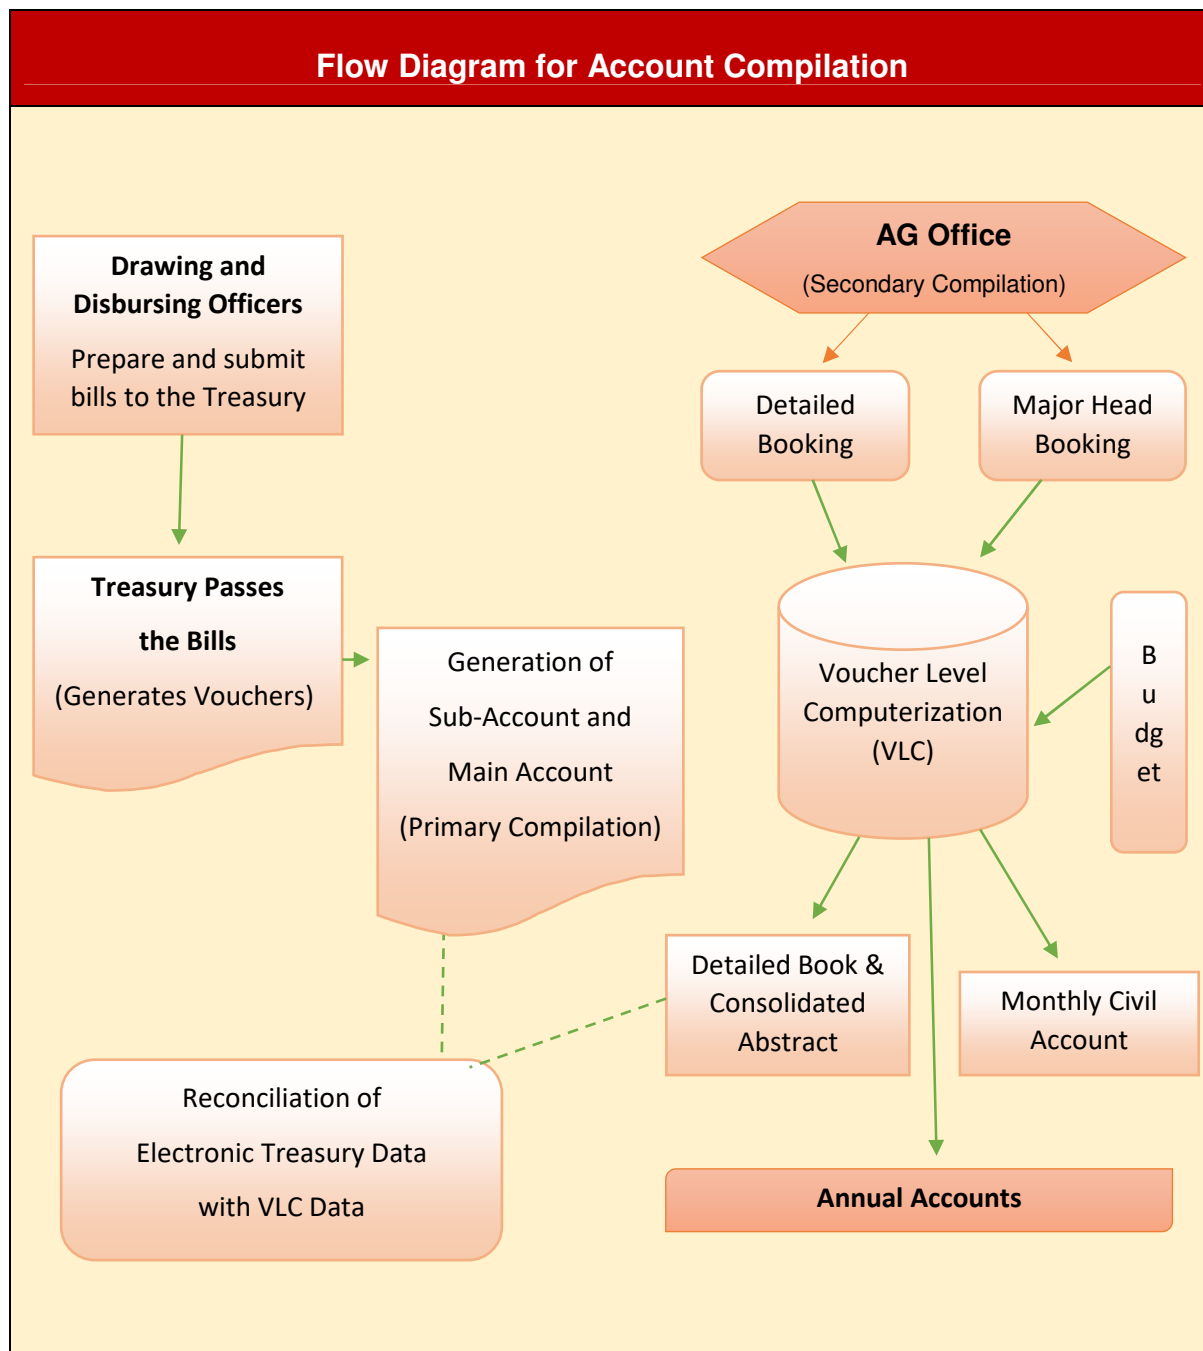 Flow Diagram for Account Compilation
Drawing and
Disbursing Officers
Prepare and submit
bills to the Treasury
AG Office
(Secondary Compilation)
Detailed
Booking
Major Head
Booking
Treasury Passes
the Bills
(Generates Vouchers)
Generation of
Sub-Account and
Main Account
(Primary Compilation)
Voucher Level
Computerization
(VLC)
B
u
dg
et
Detailed Book &
Consolidated
Abstract
Monthly Civil
Account
Reconciliation of
Electronic Treasury Data
with VLC Data
Annual Accounts